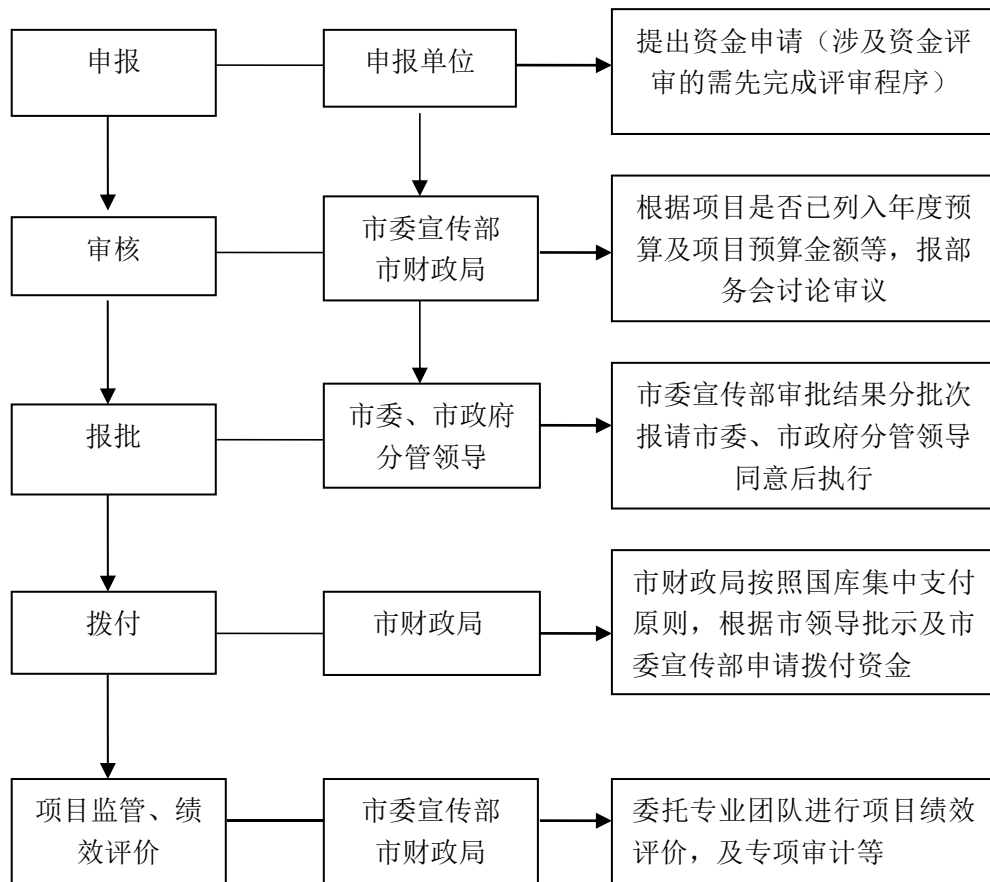 申报
申报单位
提出资金申请（涉及资金评
审的需先完成评审程序）
审核
市委宣传部
市财政局
根据项目是否已列入年度预
算及项目预算金额等，报部
务会讨论审议
报批
市委、市政府
分管领导
市委宣传部审批结果分批次
报请市委、市政府分管领导
同意后执行
拨付
市财政局
市财政局按照国库集中支付
原则，根据市领导批示及市
委宣传部申请拨付资金
项目监管、绩
效评价
市委宣传部
市财政局
委托专业团队进行项目绩效
评价，及专项审计等